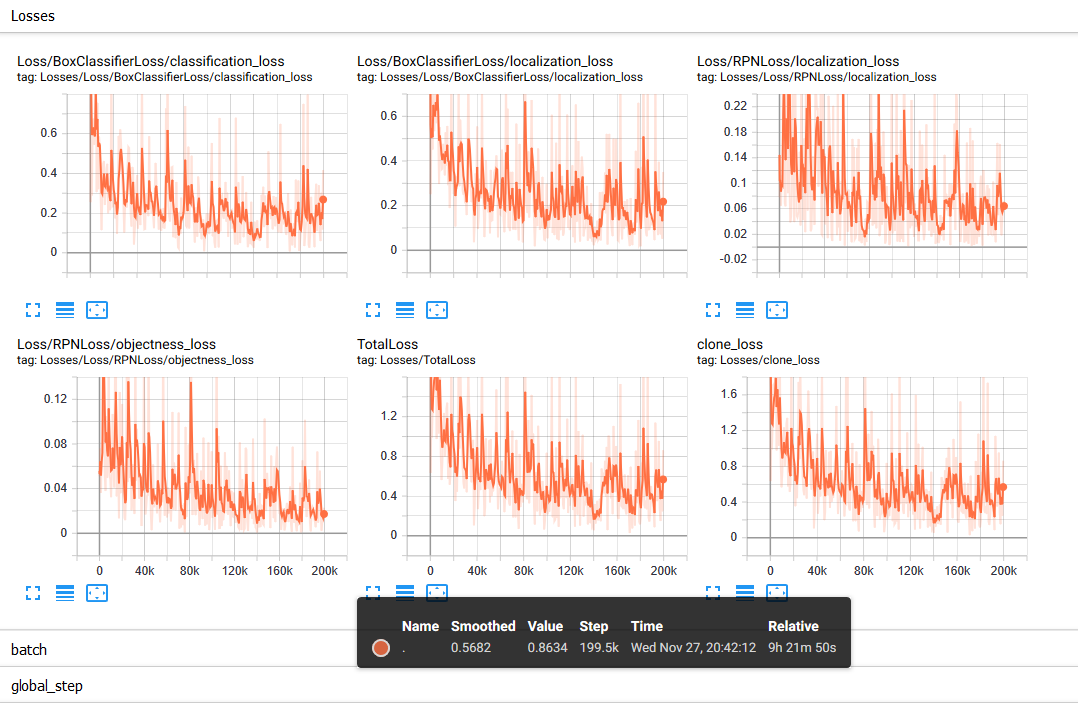 Losses
Loss/BoxClassifierLoss/classification_loss
tag: Losses/Loss/BoxClassifierLoss/classification_loss
0.6
0.4
0.2
0
Loss/BoxClassifierLoss/localization_loss
tag: Losses/Loss/BoxClassifierLoss/localization_loss
0.6
0.4
0.2
0
Loss/RPNLoss/localization_loss
tag: Losses/Loss/RPNLoss/localization_loss
0.22
0.18
0.14
0.1
0.06
0.02
-0.02
Loss/RPNLoss/objectness_loss
tag: Losses/Loss/RPNLoss/objectness_loss
0.12
0.08
0.04
0
0 40k 80k 120k 160k 200k
TotalLoss
tag: Losses/TotalLoss
1.2
0.8
0.4
0
0 40k 80k 120k 160k 200k
clone_loss
tag: Losses/clone_loss
1.6
1.2
0.8
0.4
0
0 40k 80k 120k 160k 200k
Name Smoothed Value Step Time Relative
. 0.5682 0.8634 199.5k Wed Nov 27, 20:42:12 9h 21m 50s
batch
global_step